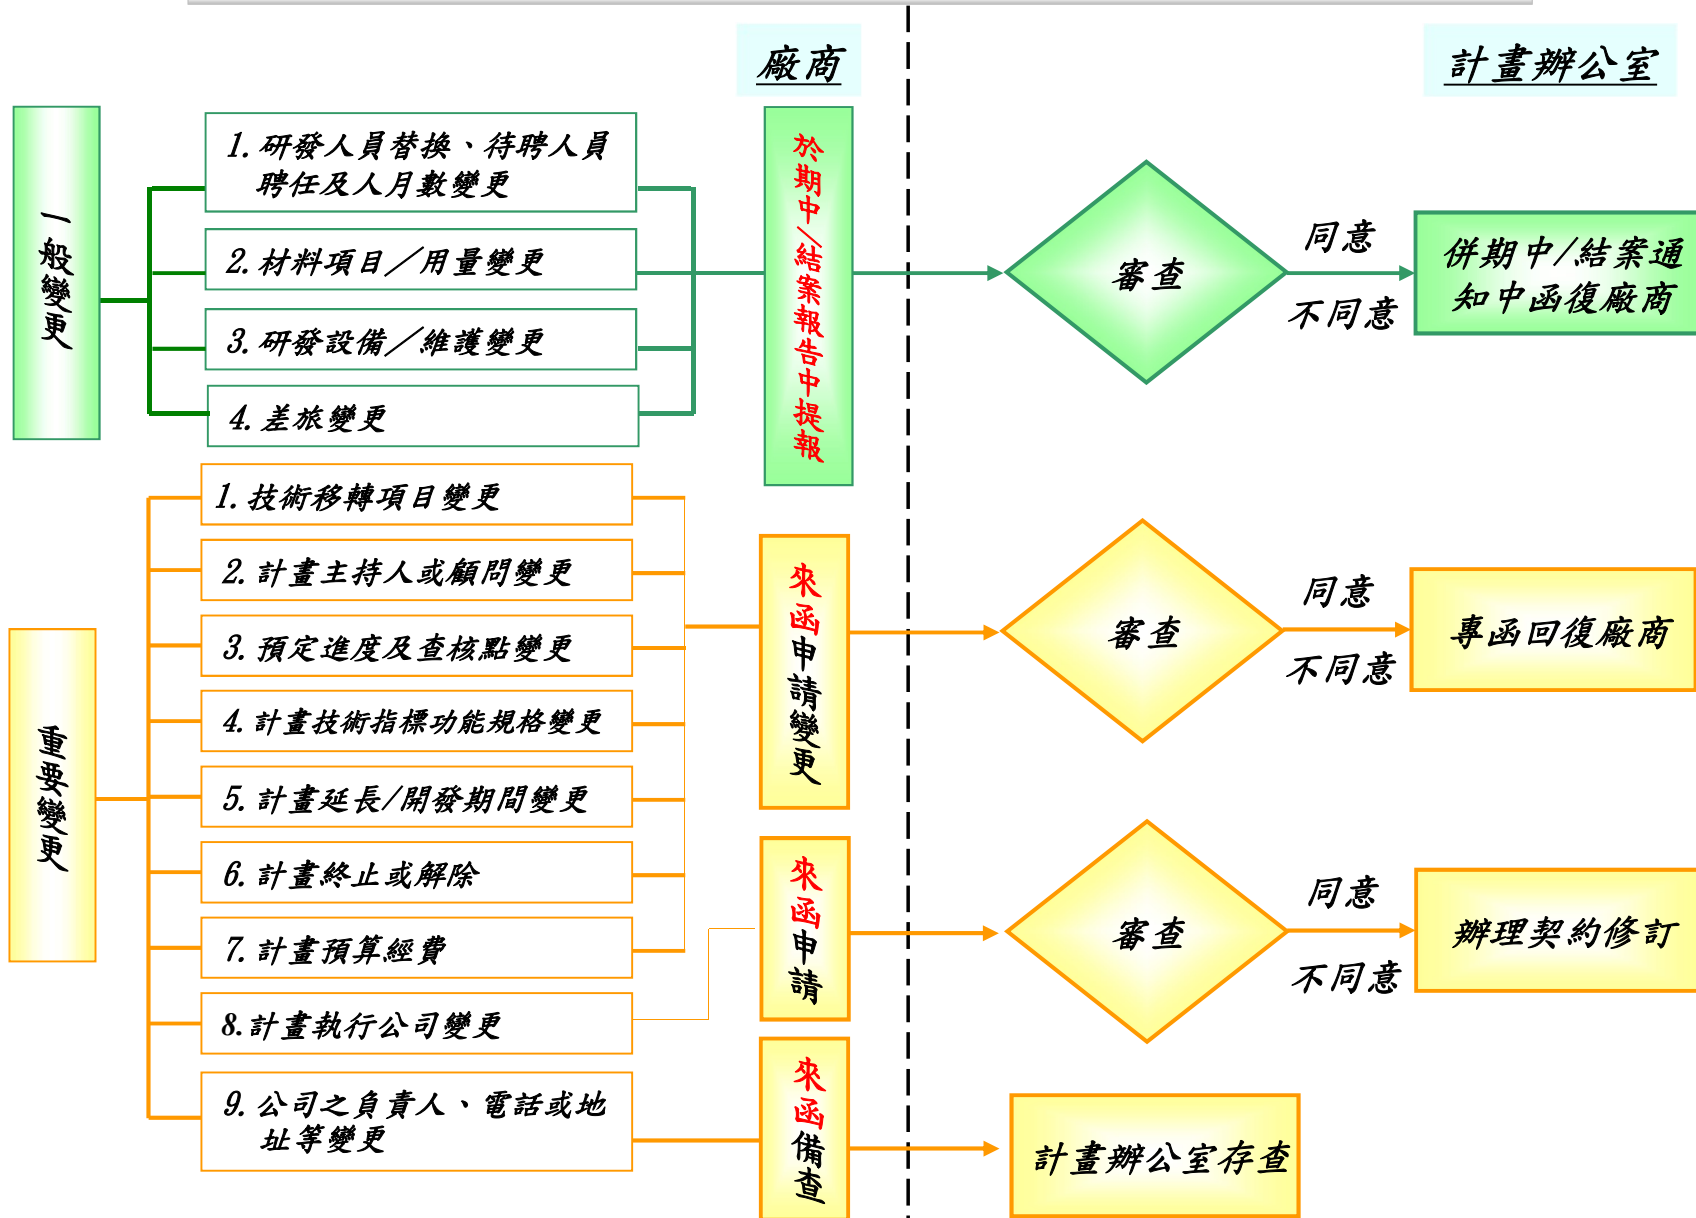 廠商
計畫辦公室
一般變更
1.研發人員替換、待聘人員
聘任及人月數變更
2.材料項目／用量變更
3.研發設備／維護變更
4.差旅變更
於期中／結案報告中提報
審查
同意
不同意
併期中/結案通
知中函復廠商
重要變更
1.技術移轉項目變更
2.計畫主持人或顧問變更
3.預定進度及查核點變更
4.計畫技術指標功能規格變更
5.計畫延長/開發期間變更
6.計畫終止或解除
7.計畫預算經費
8.計畫執行公司變更
9.公司之負責人、電話或地
址等變更
來函申請變更
審查
同意
不同意
專函回復廠商
來函申請
審查
同意
不同意
辦理契約修訂
來函備查
計畫辦公室存查